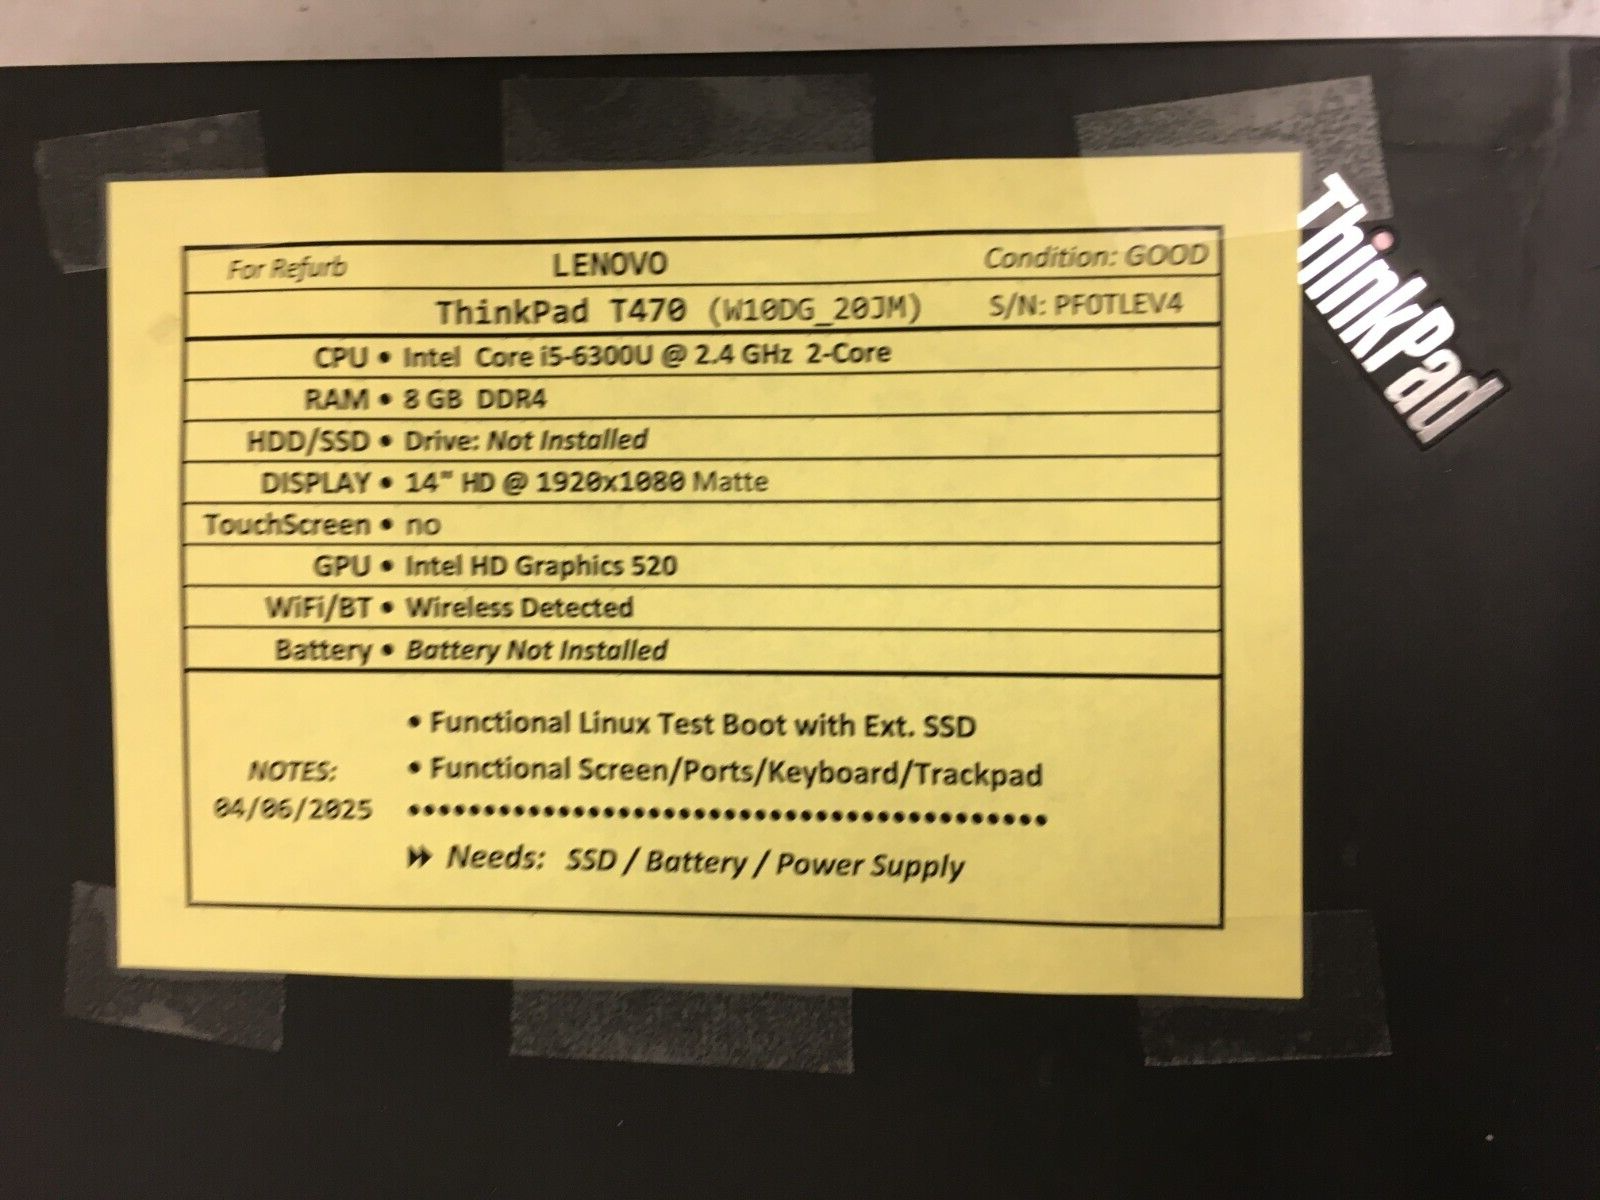 For Refurb LENOVO Condition: GOOD
ThinkPad T470 (W10DG_20JM) S/N: PF0TLEV4
CPU • Intel Core i5-6300U @ 2.4 GHz 2-Core
RAM • 8 GB DDR4
HDD/SSD • Drive: Not Installed
DISPLAY • 14" HD @ 1920x1080 Matte
TouchScreen • no
GPU • Intel HD Graphics 520
WiFi/BT • Wireless Detected
Battery • Battery Not Installed
• Functional Linux Test Boot with Ext. SSD
NOTES: • Functional Screen/Ports/Keyboard/Trackpad
04/06/2025 •••••••••••••••••••••••••••••••••••••••••••
⏩ Needs: SSD / Battery / Power Supply
ThinkPad